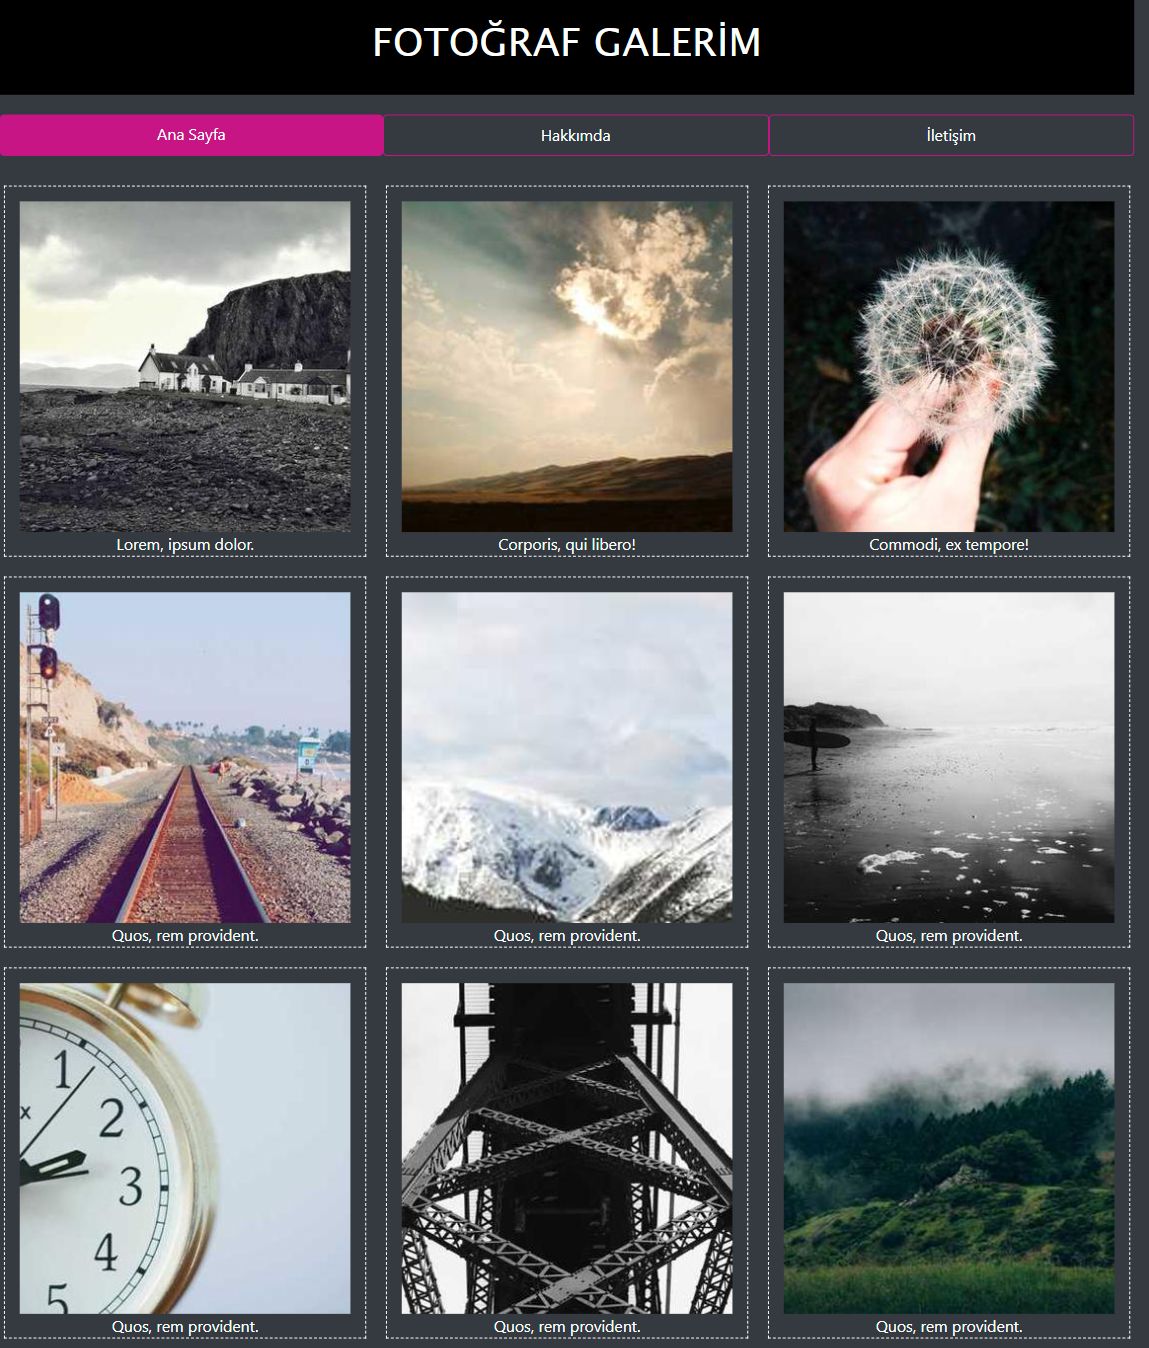 FOTOĞRAF GALERİM
Ana Sayfa
Hakkımda
İletişim
Lorem, ipsum dolor.
Corporis, qui libero!
Commodi, ex tempore!
Quos, rem provident.
Quos, rem provident.
Quos, rem provident.
1
2
3
4
5
x
Quos, rem provident.
Quos, rem provident.
Quos, rem provident.